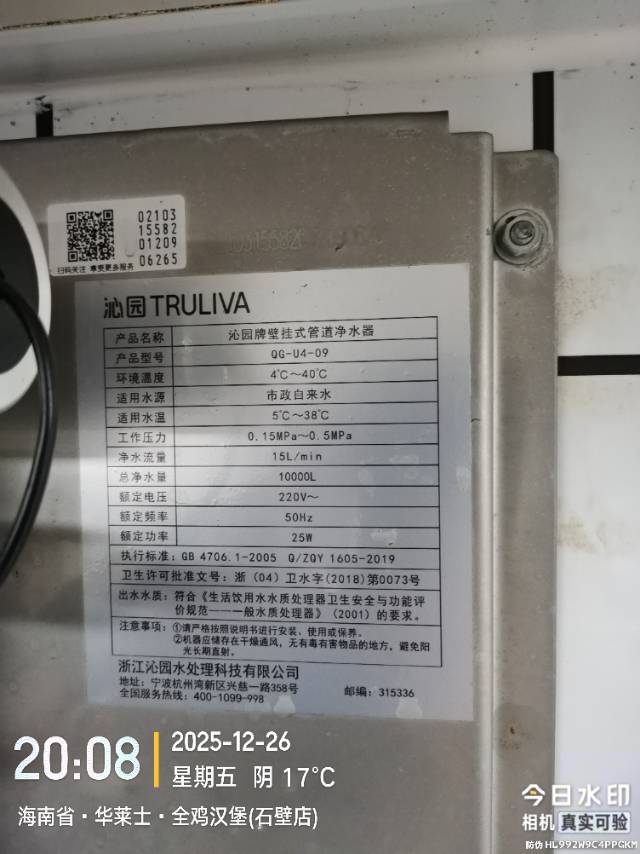 02103
15582
01209
06265
扫码关注 尊受更多服务
沁园 TRULIVA
产品名称 沁园牌壁挂式管道净水器
产品型号 QG-U4-09
环境温度 4℃～40℃
适用水源 市政自来水
适用水温 5℃～38℃
工作压力 0.15MPa～0.5MPa
净水流量 15L/min
总净水量 10000L
额定电压 220V～
额定频率 50Hz
额定功率 25W
执行标准：GB 4706.1-2005 Q/ZQY 1605-2019
卫生许可批准文号：浙（04）卫水字(2018)第0073号
出水水质：符合《生活饮用水水质处理器卫生安全与功能评
价规范——一般水质处理器》（2001）的要求。
注意事项：①请严格按照说明书进行安装、使用或保养。
②机器应储存在干燥通风，无有毒有害物品的地方，避免阳
光长期直射。
浙江沁园水处理科技有限公司
地址：宁波杭州湾新区兴慈一路358号 邮编：315336
全国服务热线：400-1099-998
20:08 2025-12-26
星期五 阴 17℃
海南省·华莱士·全鸡汉堡(石壁店)
今日水印
相机 真实可验
防伪 HL992W9C4PPGKM